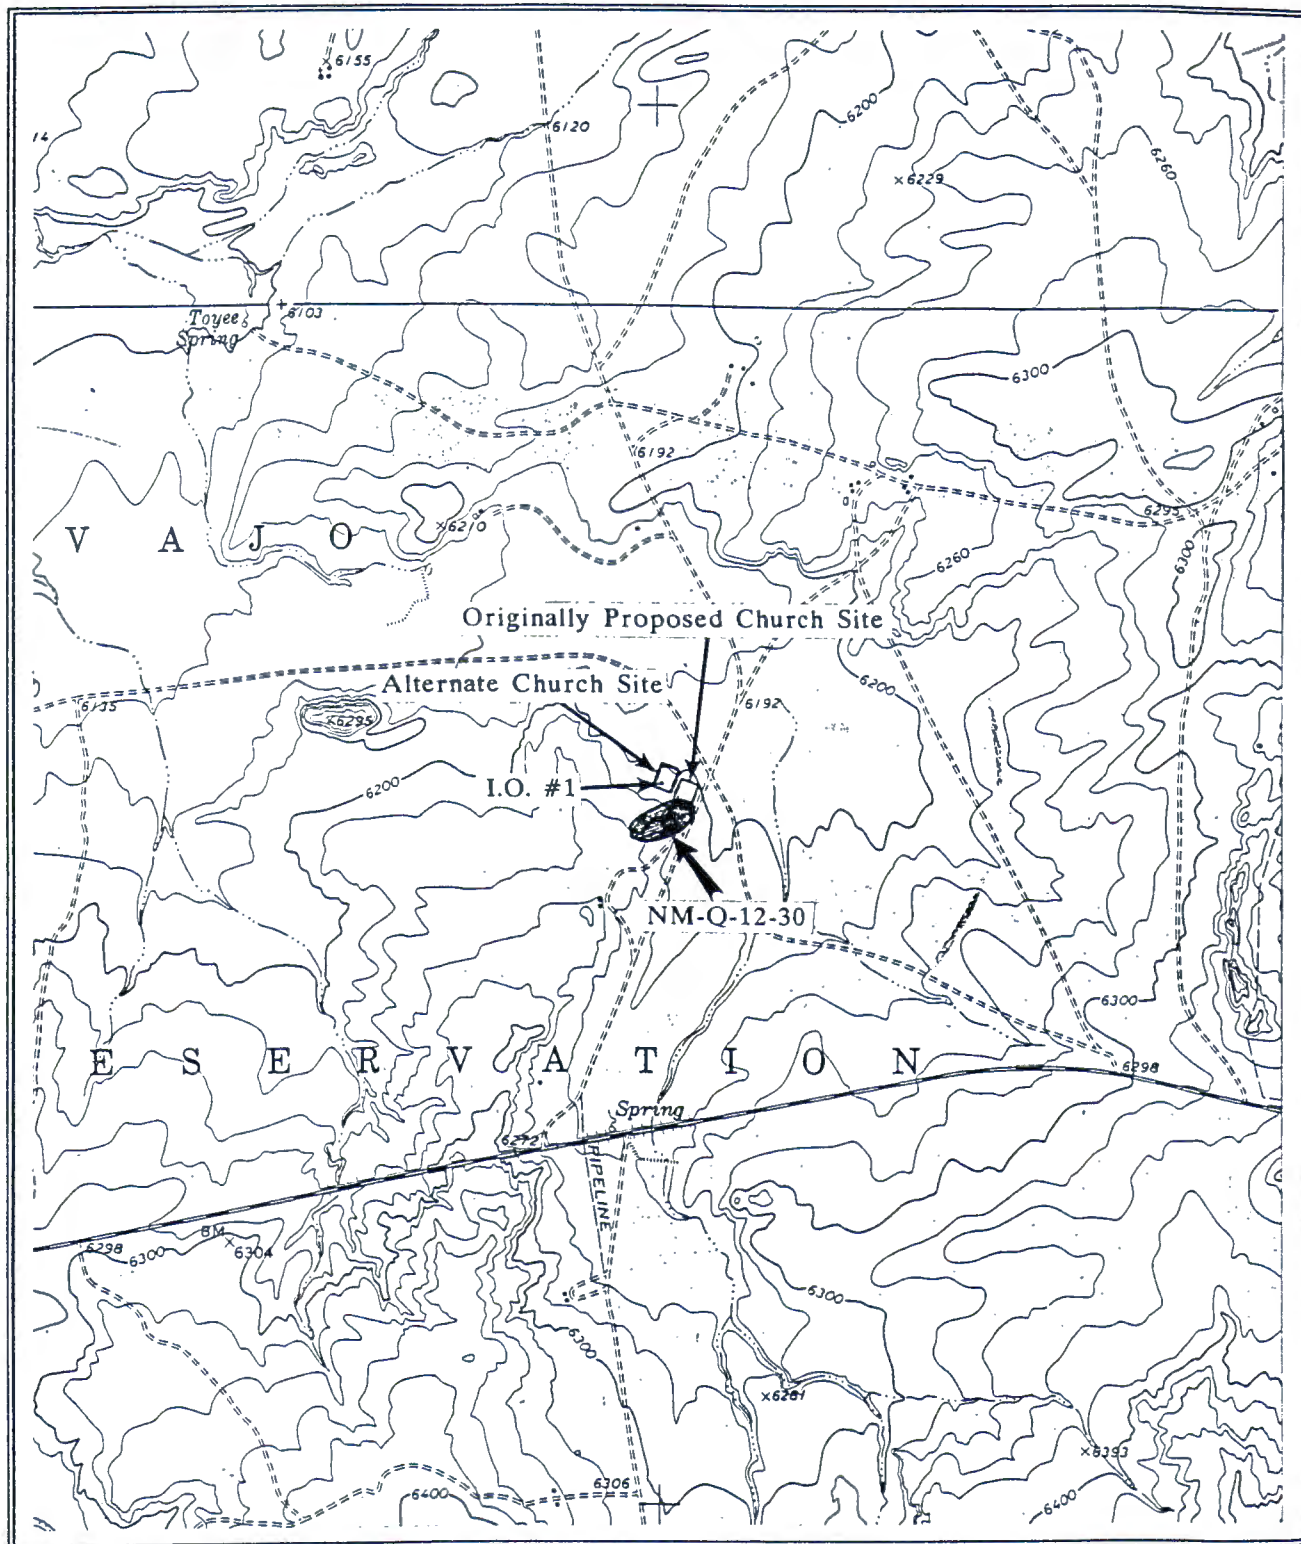 6155
14
6120
6200
6260
6229
6103
Toyee
Spring
6300
6192
6295
V A J O
6210
6300
6260
Originally Proposed Church Site
Alternate Church Site
6200
6135
6295
6192
I.O. #1
6200
NM-Q-12-30
6300
E S E R V A T I O N
6298
Spring
6272
PIPELINE
BM
6298
6300
6304
6300
6300
6281
6393
6306
6400
6400